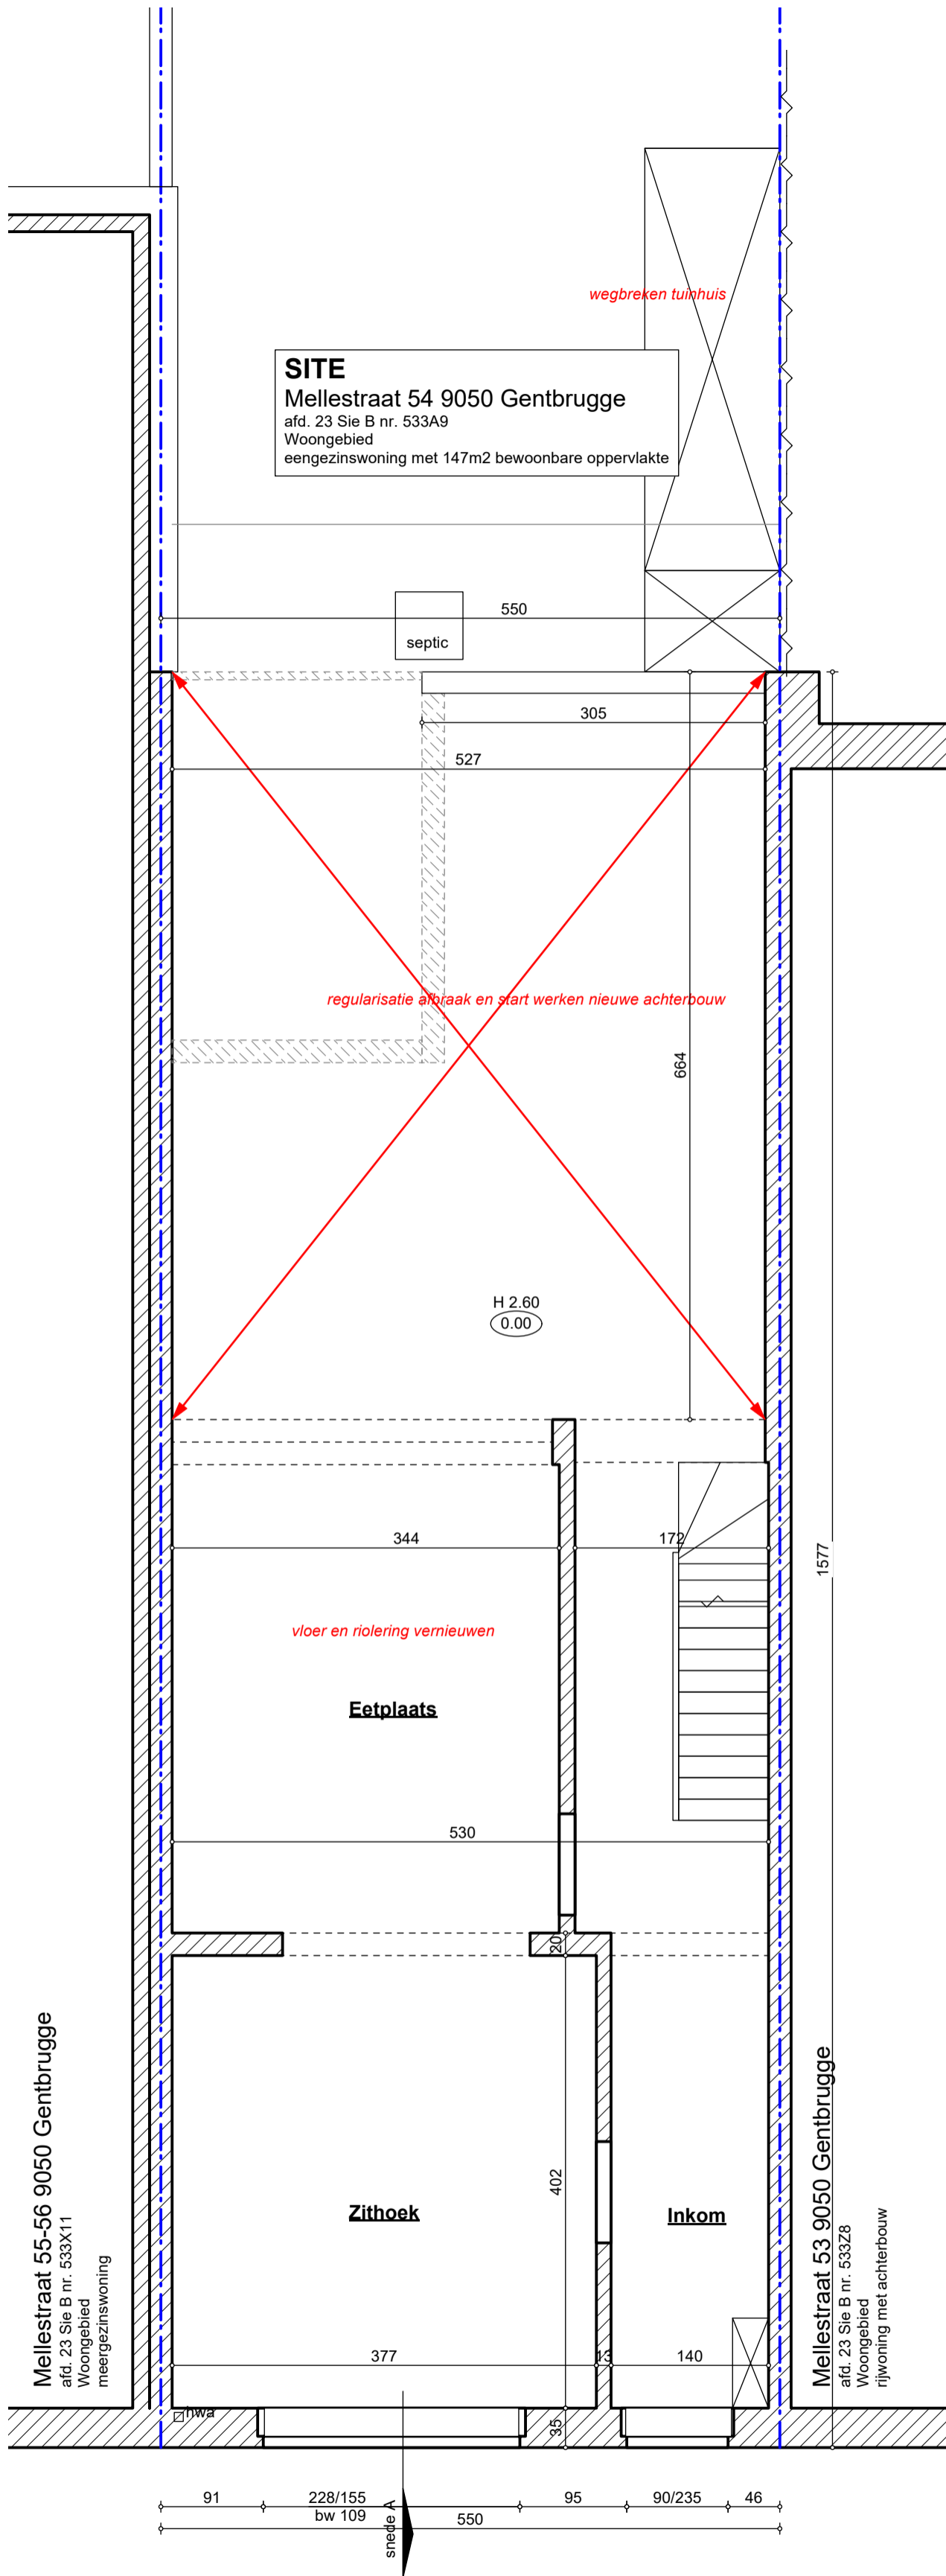 wegbreken tuinhuis
SITE
Mellestraat 54 9050 Gentbrugge
afd. 23 Sie B nr. 533A9
Woongebied
eengezinswoning met 147m2 bewoonbare oppervlakte
550
septic
305
527
regularisatie afbraak en start werken nieuwe achterbouw
664
H 2.60
0.00
344
172
1577
vloer en riolering vernieuwen
Eetplaats
530
20
402
Zithoek
Inkom
Mellestraat 55-56 9050 Gentbrugge
afd. 23 Sie B nr. 533X11
Woongebied
meergezinswoning
Mellestraat 53 9050 Gentbrugge
afd. 23 Sie B nr. 533Z8
Woongebied
rijwoning met achterbouw
377
13
140
hwa
35
91
228/155
95
90/235
46
bw 109
550
snede A